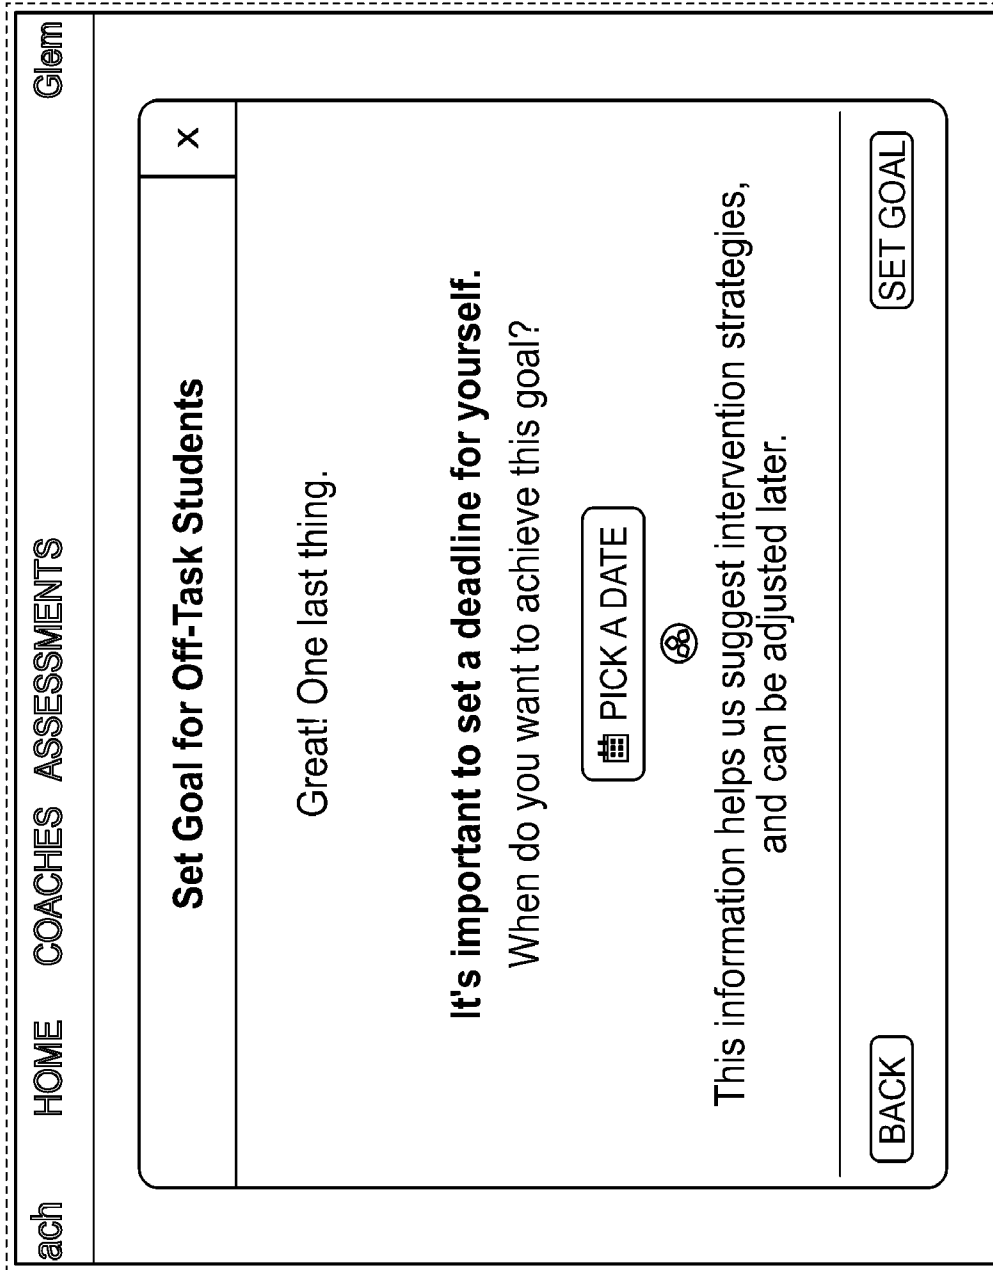 ach HOME COACHES ASSESSMENTS Glem
Set Goal for Off-Task Students X
Great! One last thing.
It's important to set a deadline for yourself.
When do you want to achieve this goal?
PICK A DATE
This information helps us suggest intervention strategies,
and can be adjusted later.
BACK SET GOAL